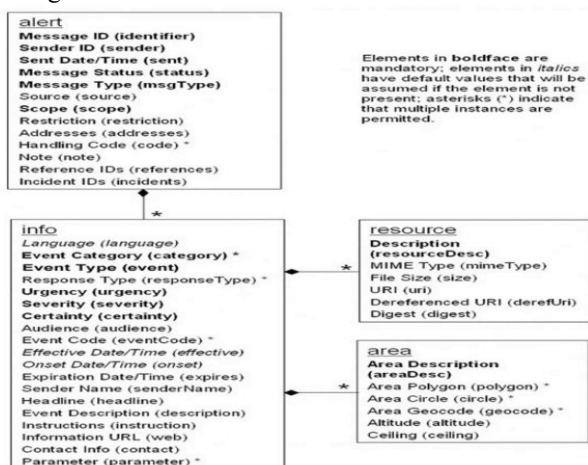 alert
Message ID (identifier)
Sender ID (sender)
Sent Date/Time (sent)
Message Status (status)
Message Type (msgType)
Source (source)
Scope (scope)
Restriction (restriction)
Addresses (addresses)
Handling Code (code) *
Note (note)
Reference IDs (references)
Incident IDs (incidents)
Elements in boldface are
mandatory; elements in italics
have default values that will be
assumed if the element is not
present; asterisks (*) indicate
that multiple instances are
permitted.
*
info
Language (language)
Event Category (category) *
Event Type (event)
Response Type (responseType) *
Urgency (urgency)
Severity (severity)
Certainty (certainty)
Audience (audience)
Event Code (eventCode) *
Effective Date/Time (effective)
Onset Date/Time (onset)
Expiration Date/Time (expires)
Sender Name (senderName)
Headline (headline)
Event Description (description)
Instructions (instruction)
Information URL (web)
Contact Info (contact)
Parameter (parameter) *
*
resource
Description
(resourceDesc)
MIME Type (mimeType)
File Size (size)
URI (uri)
Dereferenced URI (derefUri)
Digest (digest)
*
area
Area Description
(areaDesc)
Area Polygon (polygon) *
Area Circle (circle) *
Area Geocode (geocode) *
Altitude (altitude)
Ceiling (ceiling)